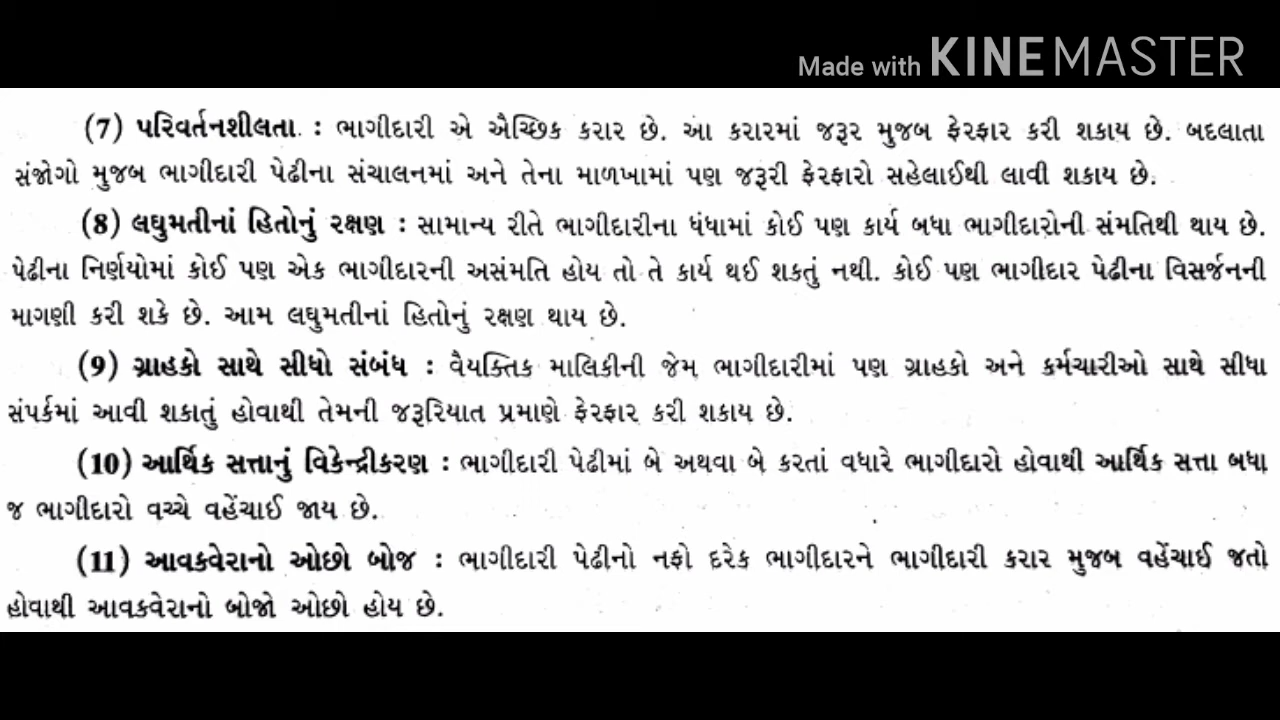 Made with KINEMASTER
(7) પરિવર્તનશીલતા : ભાગીદારી એ ઐચ્છિક કરાર છે. આ કરારમાં જરૂર મુજબ ફેરફાર કરી શકાય છે. બદલાતા
સંજોગો મુજબ ભાગીદારી પેઢીના સંચાલનમાં અને તેના માળખામાં પણ જરૂરી ફેરફારો સહેલાઈથી લાવી શકાય છે.
(8) લઘુમતીનાં હિતોનું રક્ષણ : સામાન્ય રીતે ભાગીદારીના ધંધામાં કોઈ પણ કાર્ય બધા ભાગીદારોની સંમતિથી થાય છે.
પેઢીના નિર્ણયોમાં કોઈ પણ એક ભાગીદારની અસંમતિ હોય તો તે કાર્ય થઈ શકતું નથી. કોઈ પણ ભાગીદાર પેઢીના વિસર્જનની
માગણી કરી શકે છે. આમ લઘુમતીનાં હિતોનું રક્ષણ થાય છે.
(9) ગ્રાહકો સાથે સીધો સંબંધ : વૈયક્તિક માલિકીની જેમ ભાગીદારીમાં પણ ગ્રાહકો અને કર્મચારીઓ સાથે સીધા
સંપર્કમાં આવી શકાતું હોવાથી તેમની જરૂરિયાત પ્રમાણે ફેરફાર કરી શકાય છે.
(10) આર્થિક સત્તાનું વિકેન્દ્રીકરણ : ભાગીદારી પેઢીમાં બે અથવા બે કરતાં વધારે ભાગીદારો હોવાથી આર્થિક સત્તા બધા
જ ભાગીદારો વચ્ચે વહેંચાઈ જાય છે.
(11) આવકવેરાનો ઓછો બોજ : ભાગીદારી પેઢીનો નફો દરેક ભાગીદારને ભાગીદારી કરાર મુજબ વહેંચાઈ જતો
હોવાથી આવકવેરાનો બોજો ઓછો હોય છે.